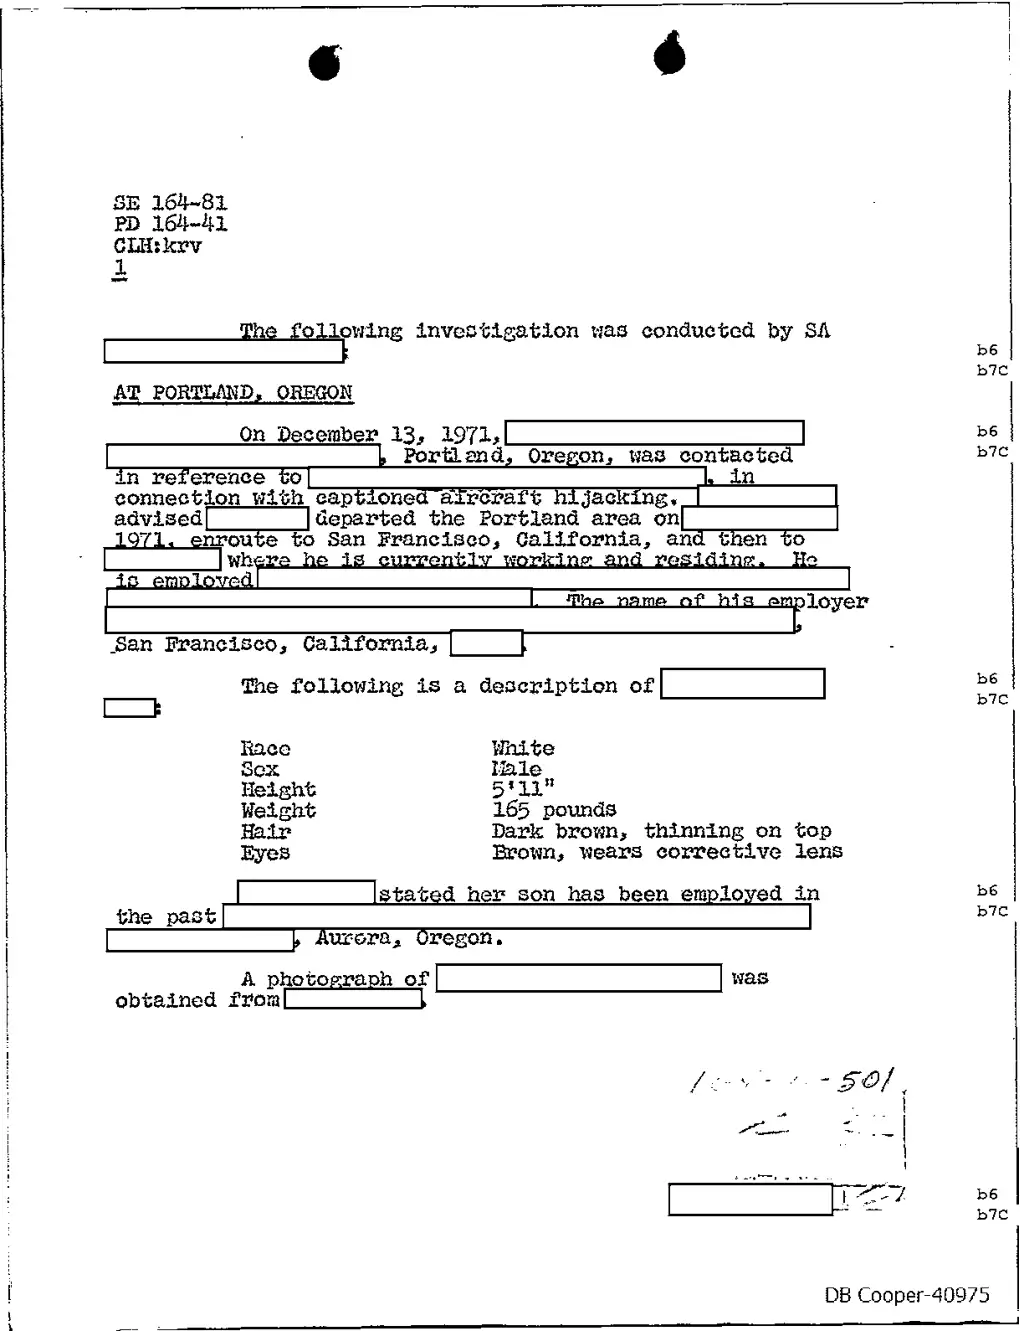 SE 164-81
PD 164-41
CLH:krv
1
The following investigation was conducted by SA
:
b6
b7C
AT PORTLAND, OREGON
On December 13, 1971,
b6
, Portland, Oregon, was contacted
b7C
in reference to , in
connection with captioned aircraft hijacking.
advised departed the Portland area on
1971, enroute to San Francisco, California, and then to
where he is currently working and residing. He
is employed
. The name of his employer
,
San Francisco, California, .
The following is a description of
b6
:
b7C
Race White
Sex Male
Height 5'11"
Weight 165 pounds
Hair Dark brown, thinning on top
Eyes Brown, wears corrective lens
stated her son has been employed in
b6
the past
b7C
, Aurora, Oregon.
A photograph of was
obtained from .
-501
b6
b7C
DB Cooper-40975